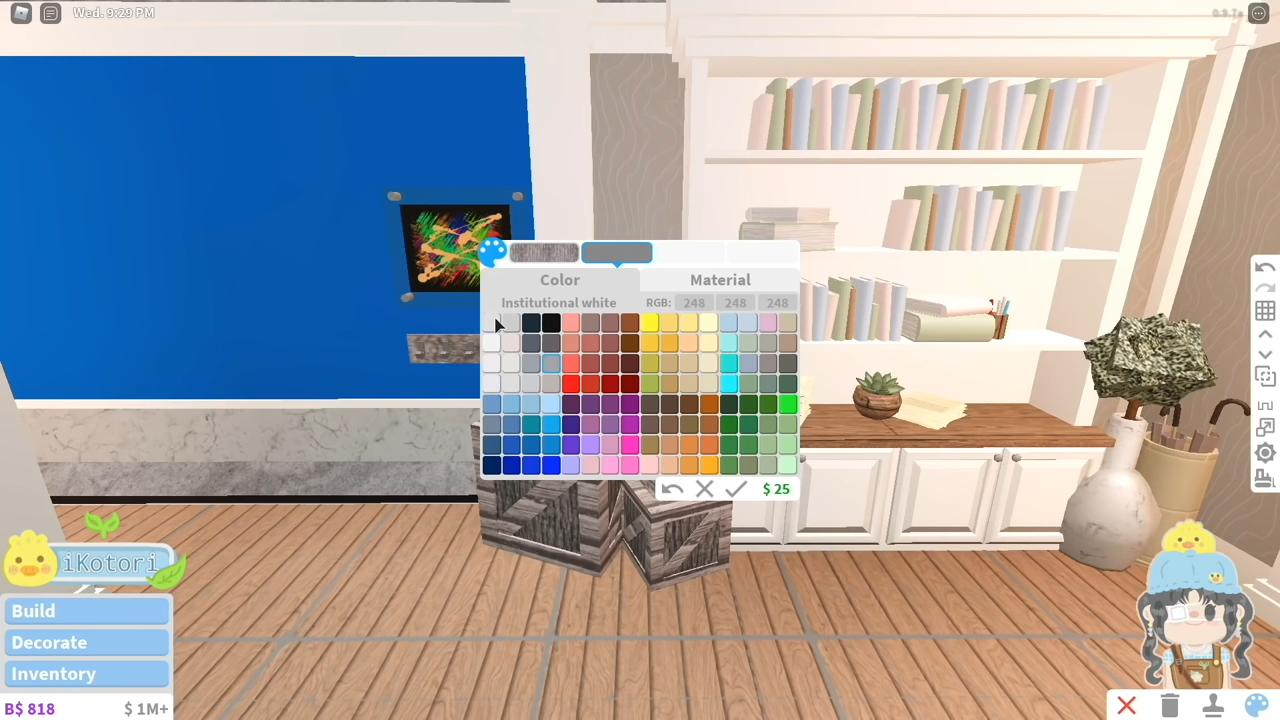 Wed. 9:29 PM
Color
Material
Institutional white
RGB: 248 248 248
$ 25
iKotori
Build
Decorate
Inventory
B$ 818
$ 1M+